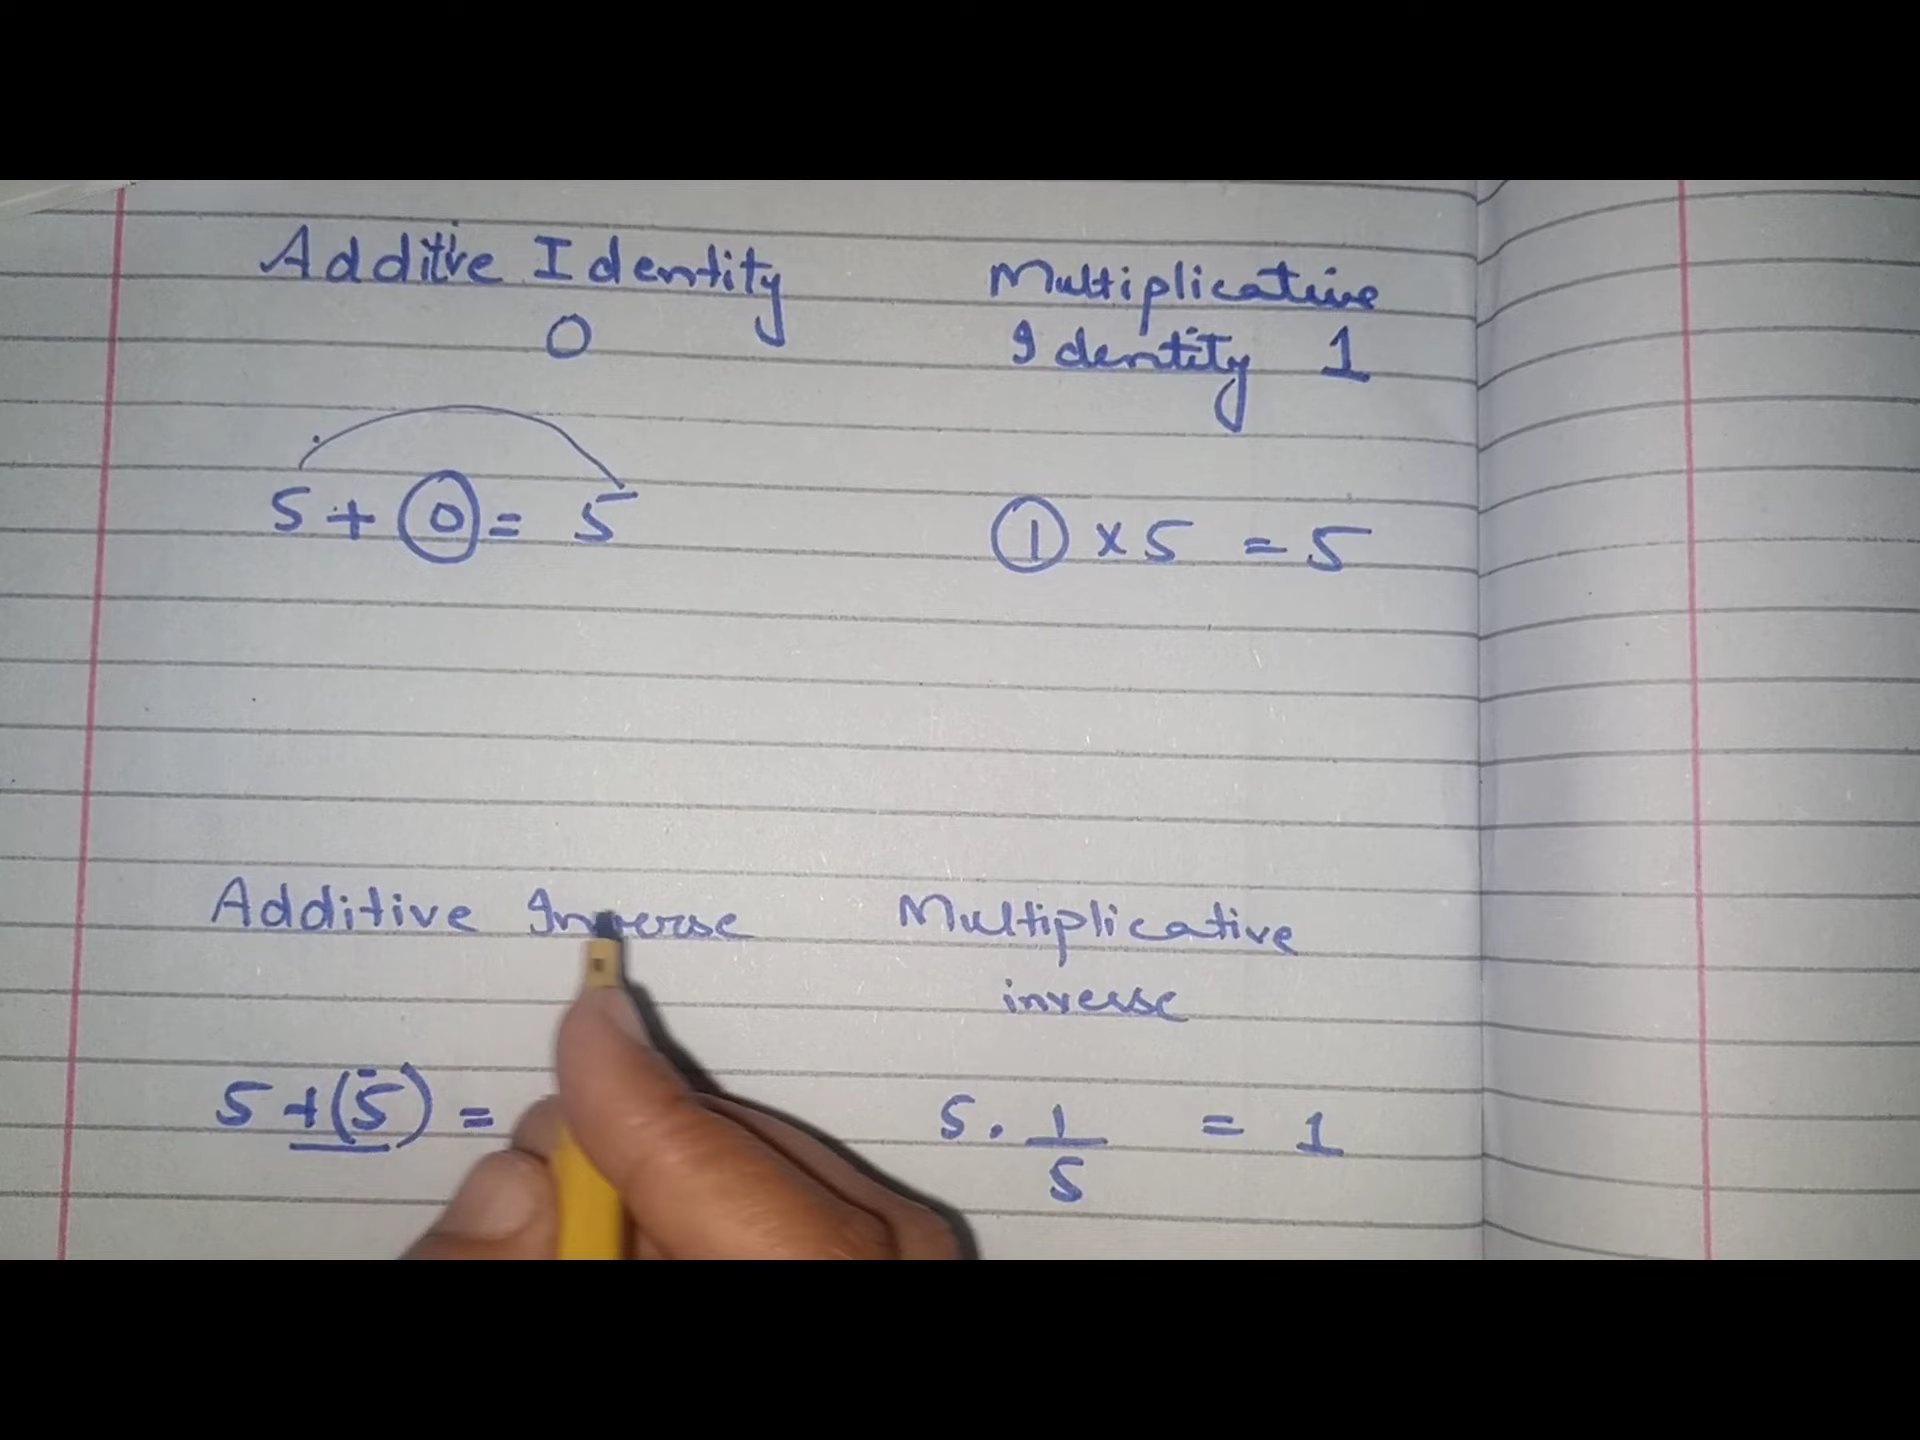 Additive Identity
0
Multiplicative
Identity 1
5 + 0 = 5
1 × 5 = 5
Additive Inverse
Multiplicative
inverse
5 + (-5) =
5 . 1/5 = 1